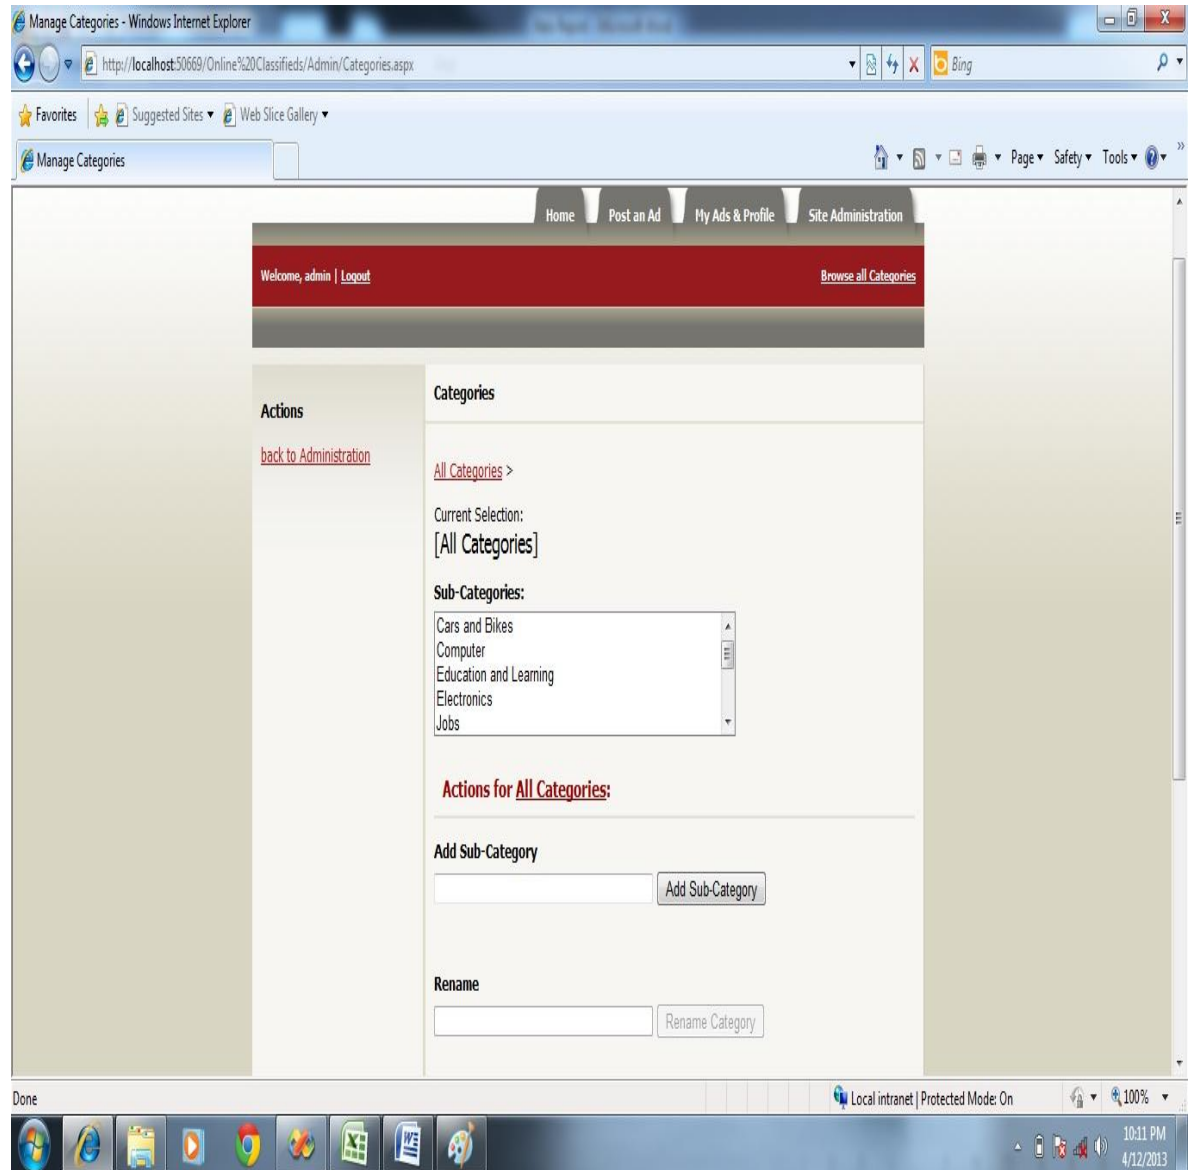 Manage Categories - Windows Internet Explorer
http://localhost:50669/Online%20Classifieds/Admin/Categories.aspx
Bing
Favorites Suggested Sites Web Slice Gallery
Manage Categories
Page Safety Tools
Home Post an Ad My Ads & Profile Site Administration
Welcome, admin | Logout Browse all Categories
Actions
back to Administration
Categories
All Categories >
Current Selection:
[All Categories]
Sub-Categories:
Cars and Bikes
Computer
Education and Learning
Electronics
Jobs
Actions for All Categories:
Add Sub-Category
Add Sub-Category
Rename
Rename Category
Done Local intranet | Protected Mode: On 100%
10:11 PM
4/12/2013